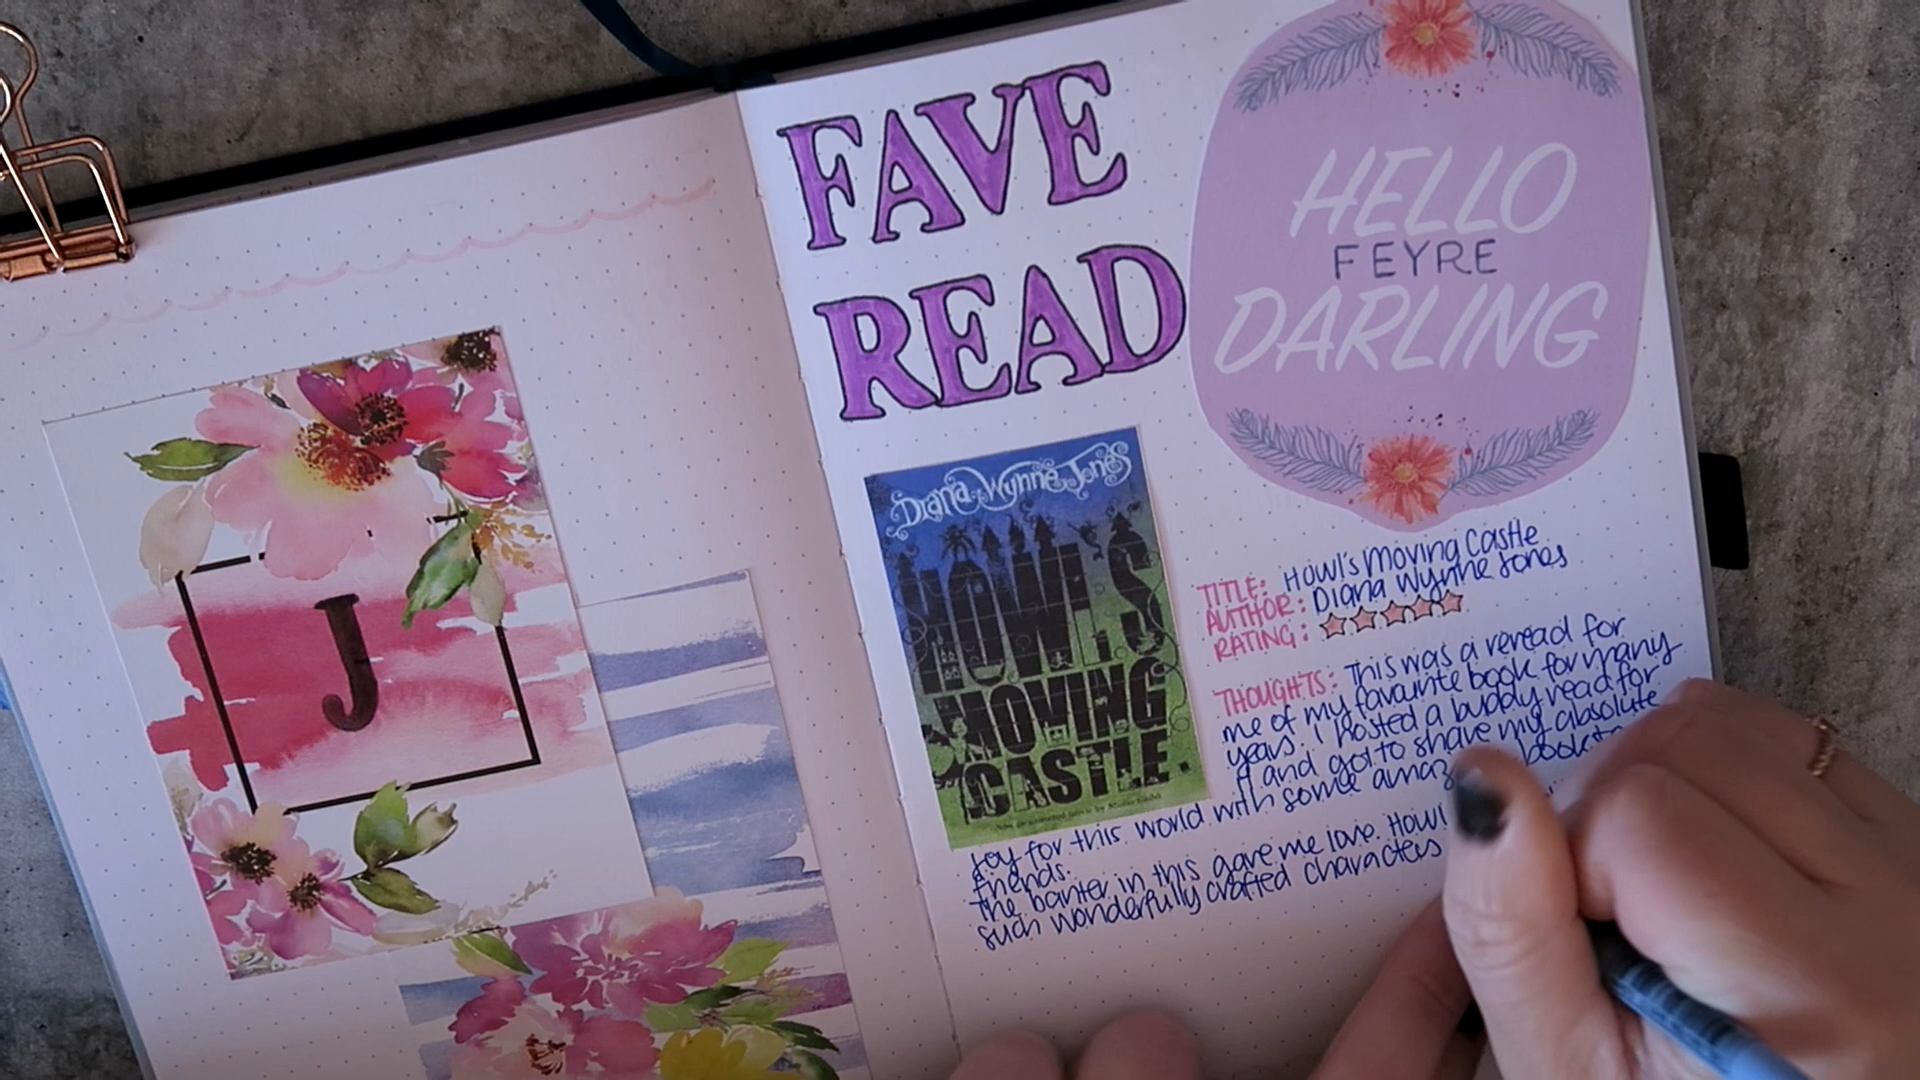 FAVE
READ
HELLO
FEYRE
DARLING
J
Diana Wynne Jones
HOWL'S
MOVING
CASTLE
TITLE: Howl's Moving Castle
AUTHOR: Diana Wynne Jones
RATING:
THOUGHTS: This was a reread for
me of my favourite book for many
years. I hosted a buddy read for
it and got to share my absolute
joy for this world with some
friends.
the banter in this gave me love. Howl
such wonderfully crafted characters